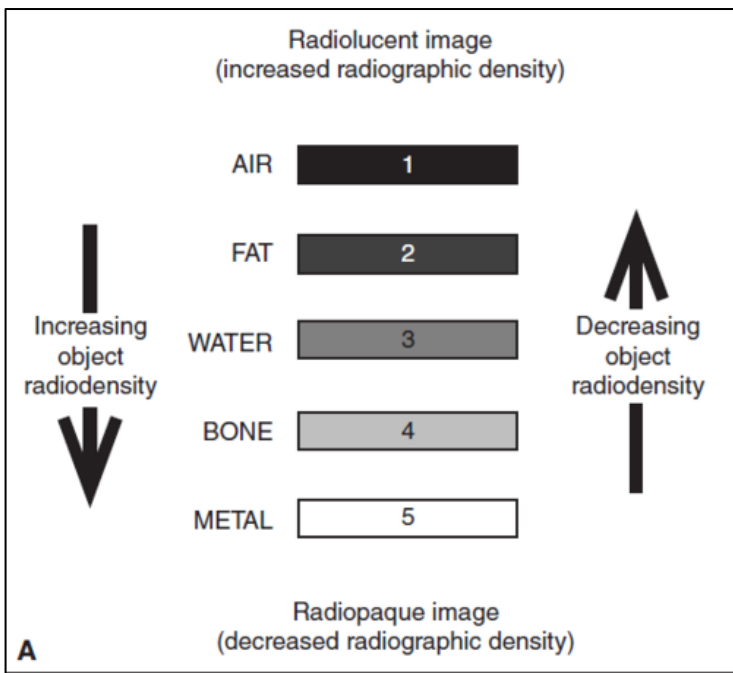 Radiolucent image
(increased radiographic density)
AIR
1
FAT
2
WATER
3
BONE
4
METAL
5
Increasing
object
radiodensity
Decreasing
object
radiodensity
Radiopaque image
(decreased radiographic density)
A